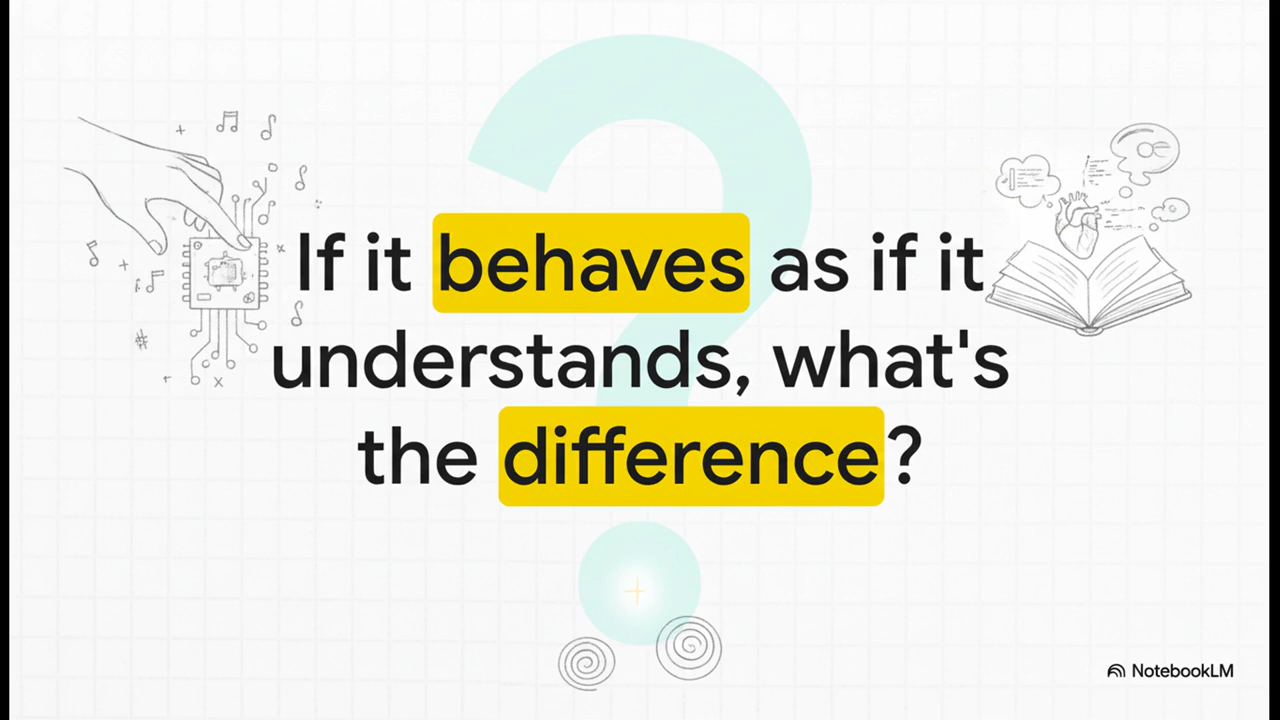 If it behaves as if it
understands, what's
the difference?
NotebookLM